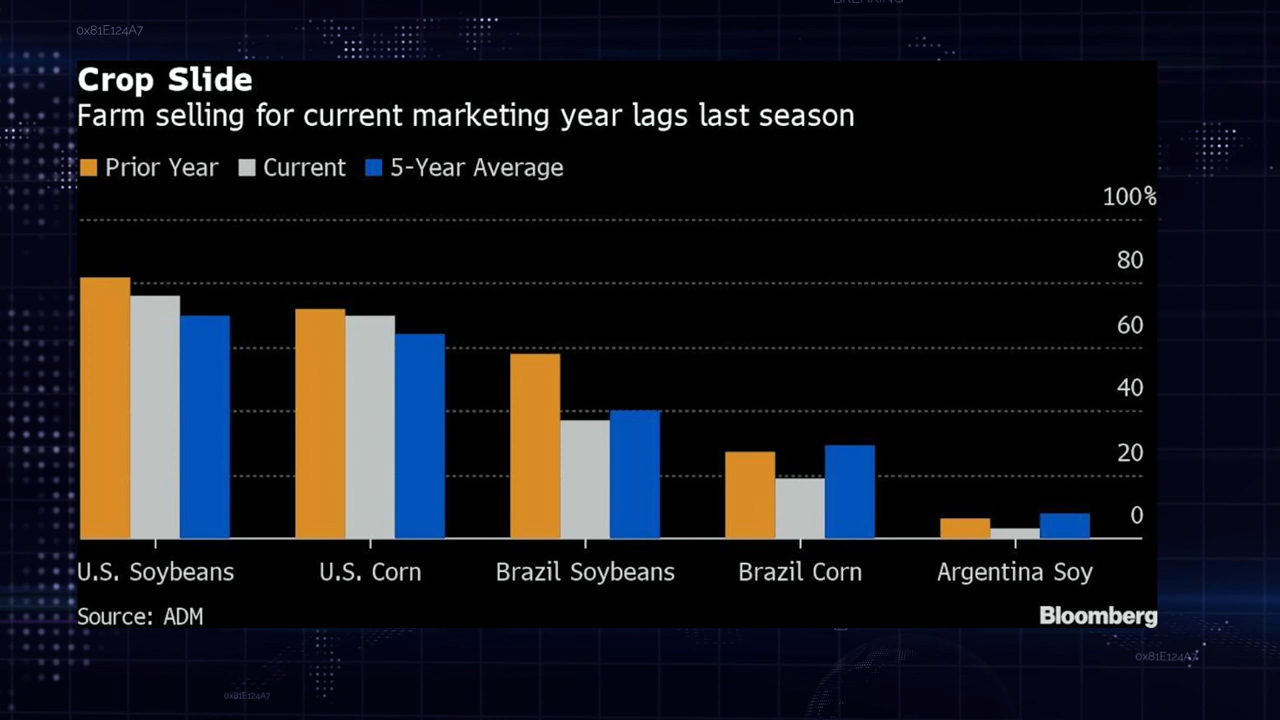 BREAKING
0x81E124A7
Crop Slide
Farm selling for current marketing year lags last season
Prior Year Current 5-Year Average
100%
80
60
40
20
0
U.S. Soybeans U.S. Corn Brazil Soybeans Brazil Corn Argentina Soy
Source: ADM Bloomberg
0x81E124A7
0x81E124A7